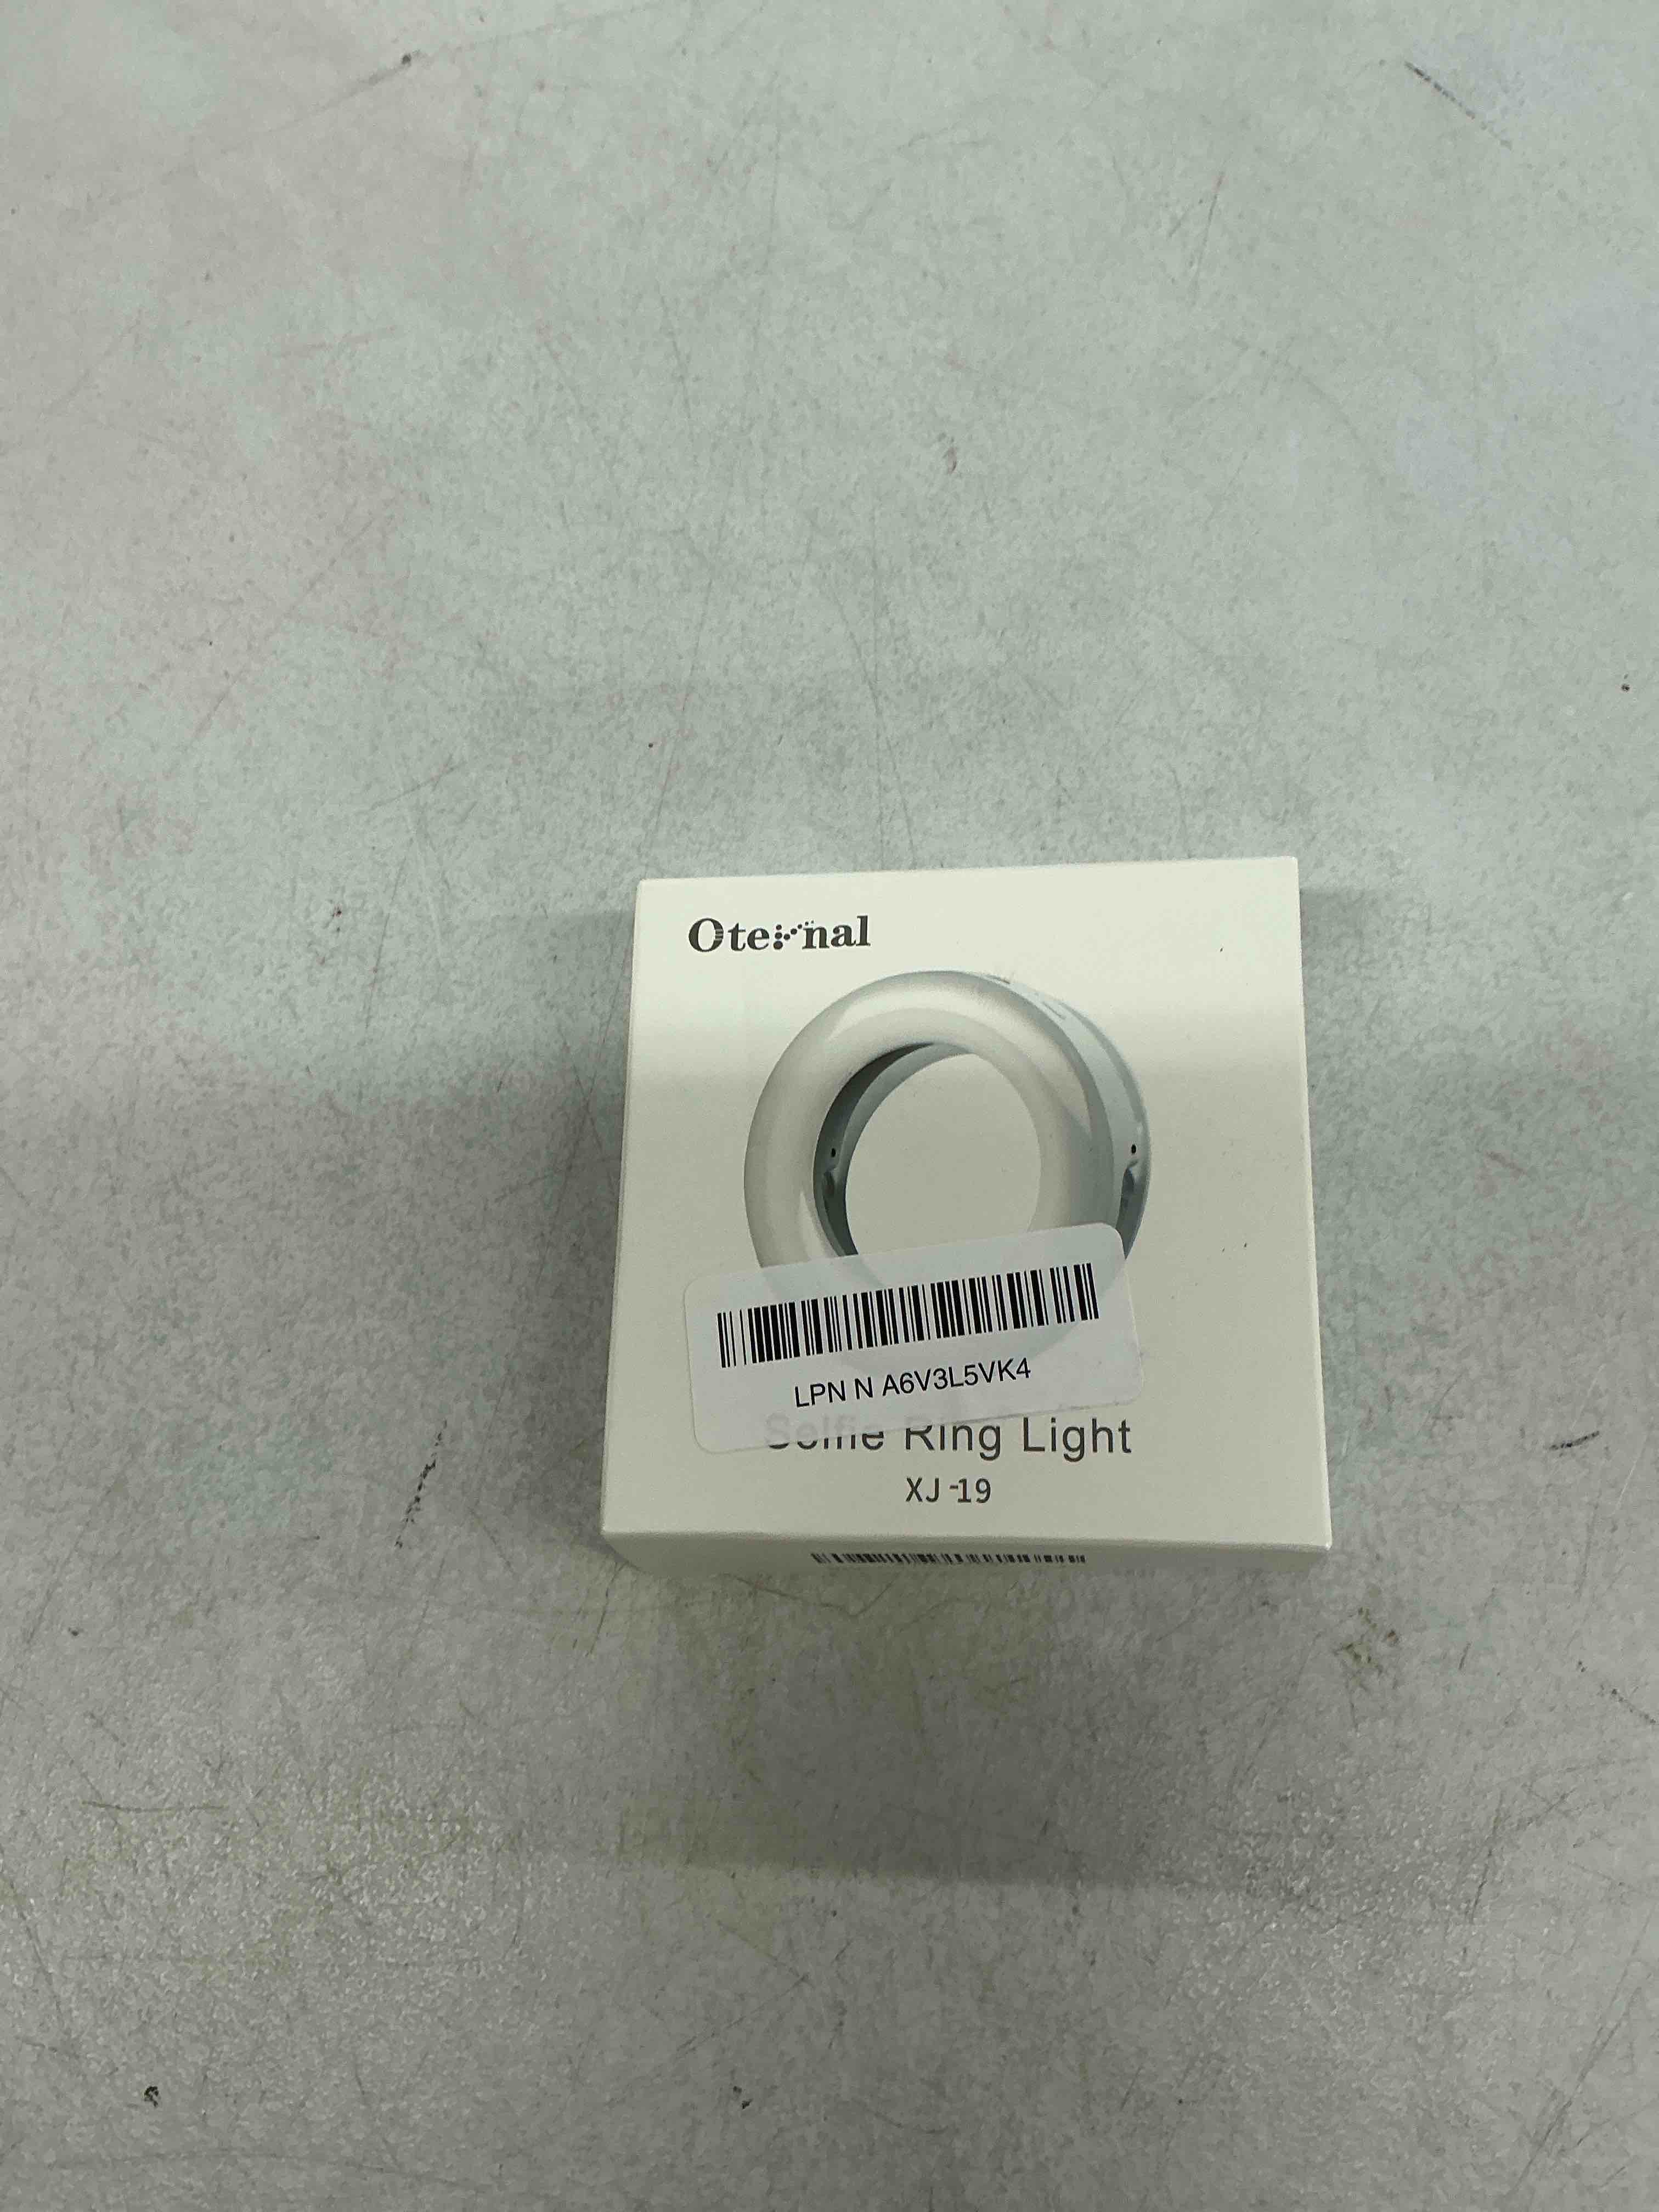 Oternal
LPN N A6V3L5VK4
Selfie Ring Light
XJ-19